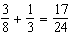 3/8 + 1/3 = 17/24